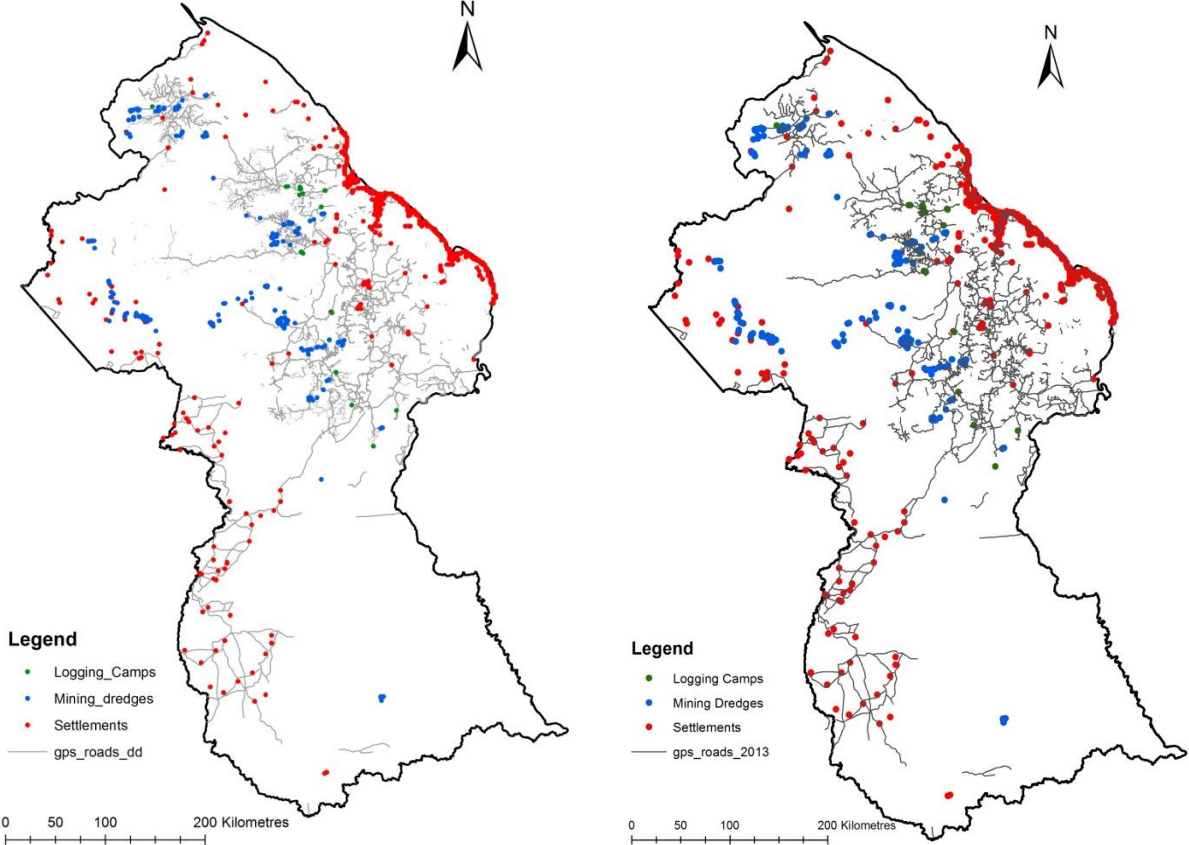 N
Legend
Logging_Camps
Mining_dredges
Settlements
gps_roads_dd
0 50 100 200 Kilometres
N
Legend
Logging Camps
Mining Dredges
Settlements
gps_roads_2013
0 50 100 200 Kilometres